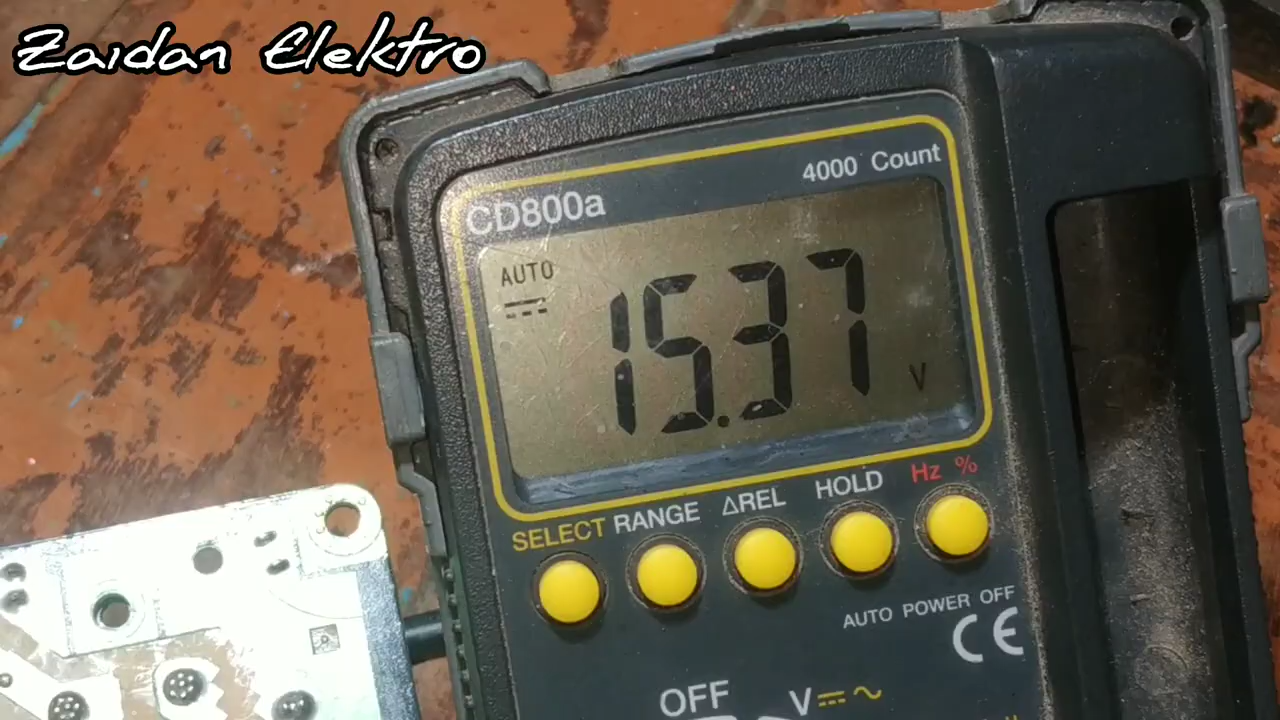 Zaidan Elektro
4000 Count
CD800a
AUTO
15.37 V
SELECT RANGE ΔREL HOLD Hz %
AUTO POWER OFF
CE
OFF V